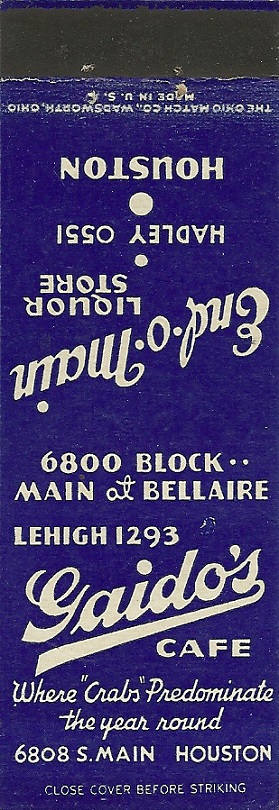 THE OHIO MATCH CO., WADSWORTH, OHIO
MADE IN U.S.A.
End-o-Main
LIQUOR
STORE
HADLEY 0551
HOUSTON
6800 BLOCK··
MAIN at BELLAIRE
LEHIGH 1293
Gaido's
CAFE
Where "Crabs" Predominate
the year round
6808 S. MAIN HOUSTON
CLOSE COVER BEFORE STRIKING